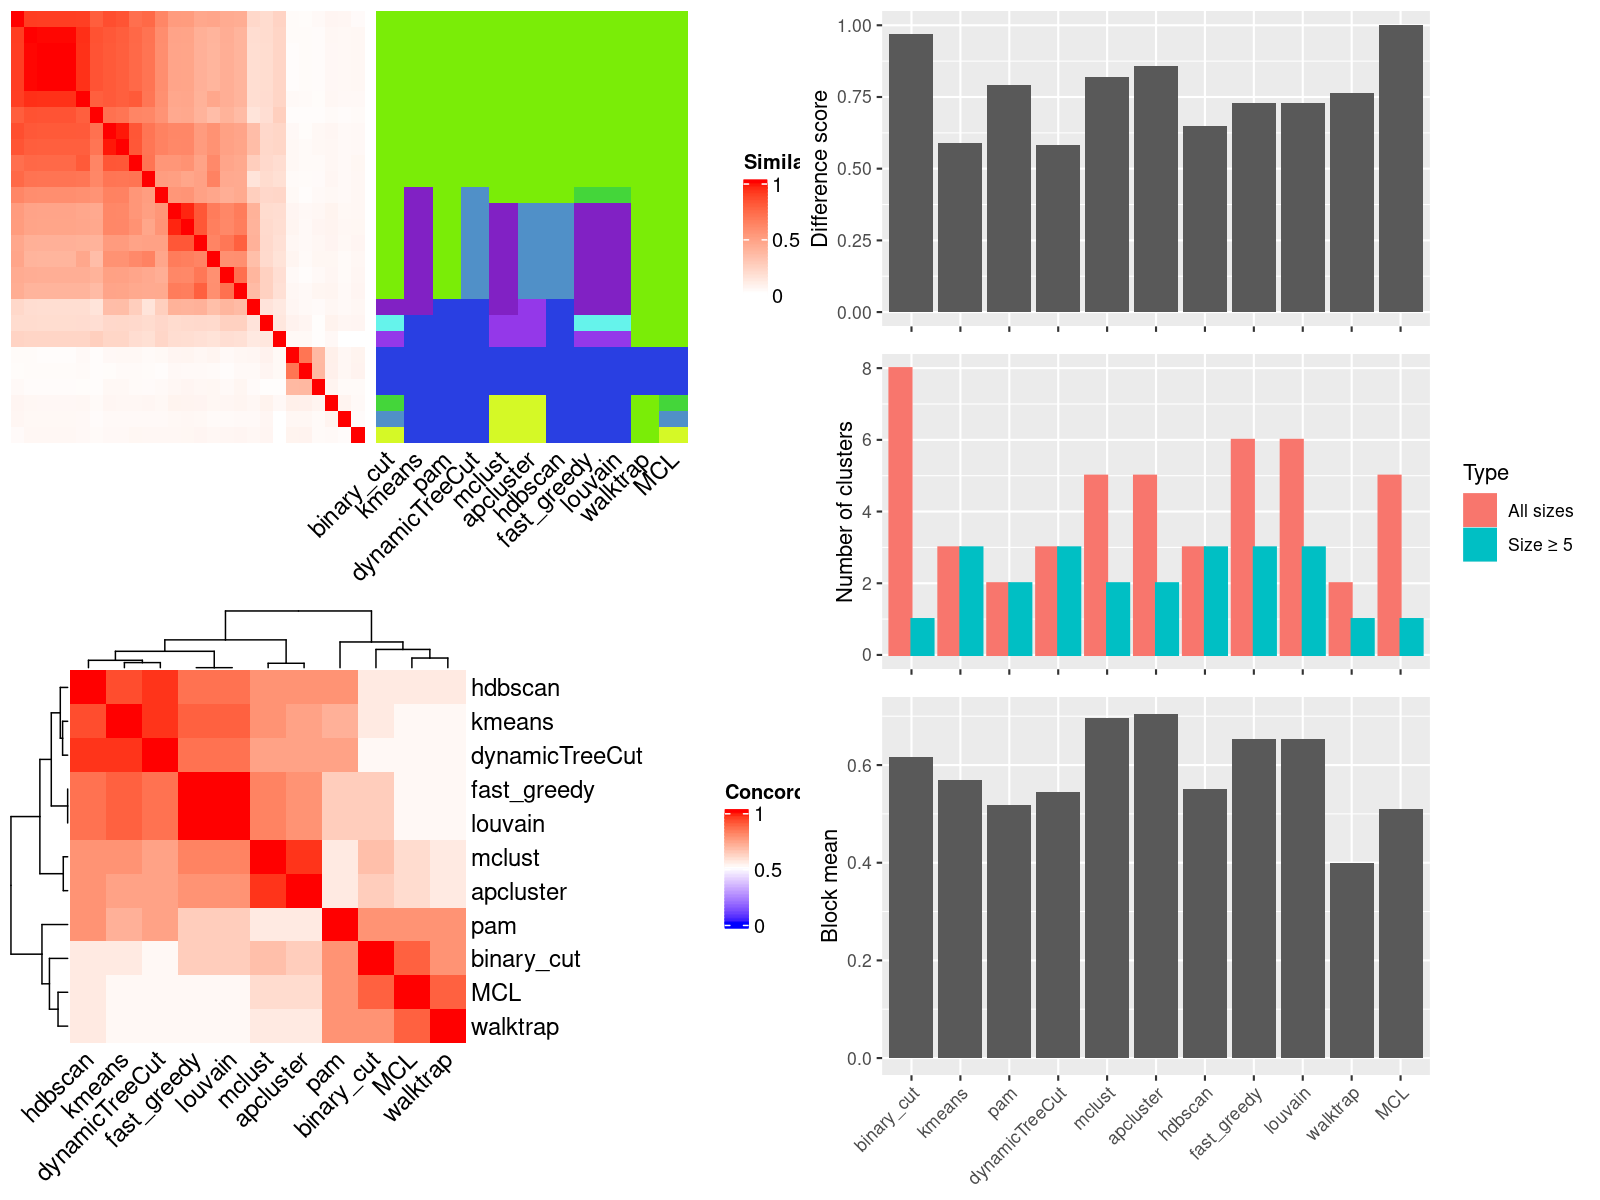 Simila
1
0.5
0
binary_cut
kmeans
pam
dynamicTreeCut
mclust
apcluster
hdbscan
fast_greedy
louvain
walktrap
MCL
hdbscan
kmeans
dynamicTreeCut
fast_greedy
louvain
mclust
apcluster
pam
binary_cut
MCL
walktrap
hdbscan
kmeans
dynamicTreeCut
fast_greedy
louvain
mclust
apcluster
pam
binary_cut
MCL
walktrap
Concord
1
0.5
0
Difference score
1.00
0.75
0.50
0.25
0.00
Number of clusters
8
6
4
2
0
Type
All sizes
Size ≥ 5
Block mean
0.6
0.4
0.2
0.0
binary_cut
kmeans
pam
dynamicTreeCut
mclust
apcluster
hdbscan
fast_greedy
louvain
walktrap
MCL